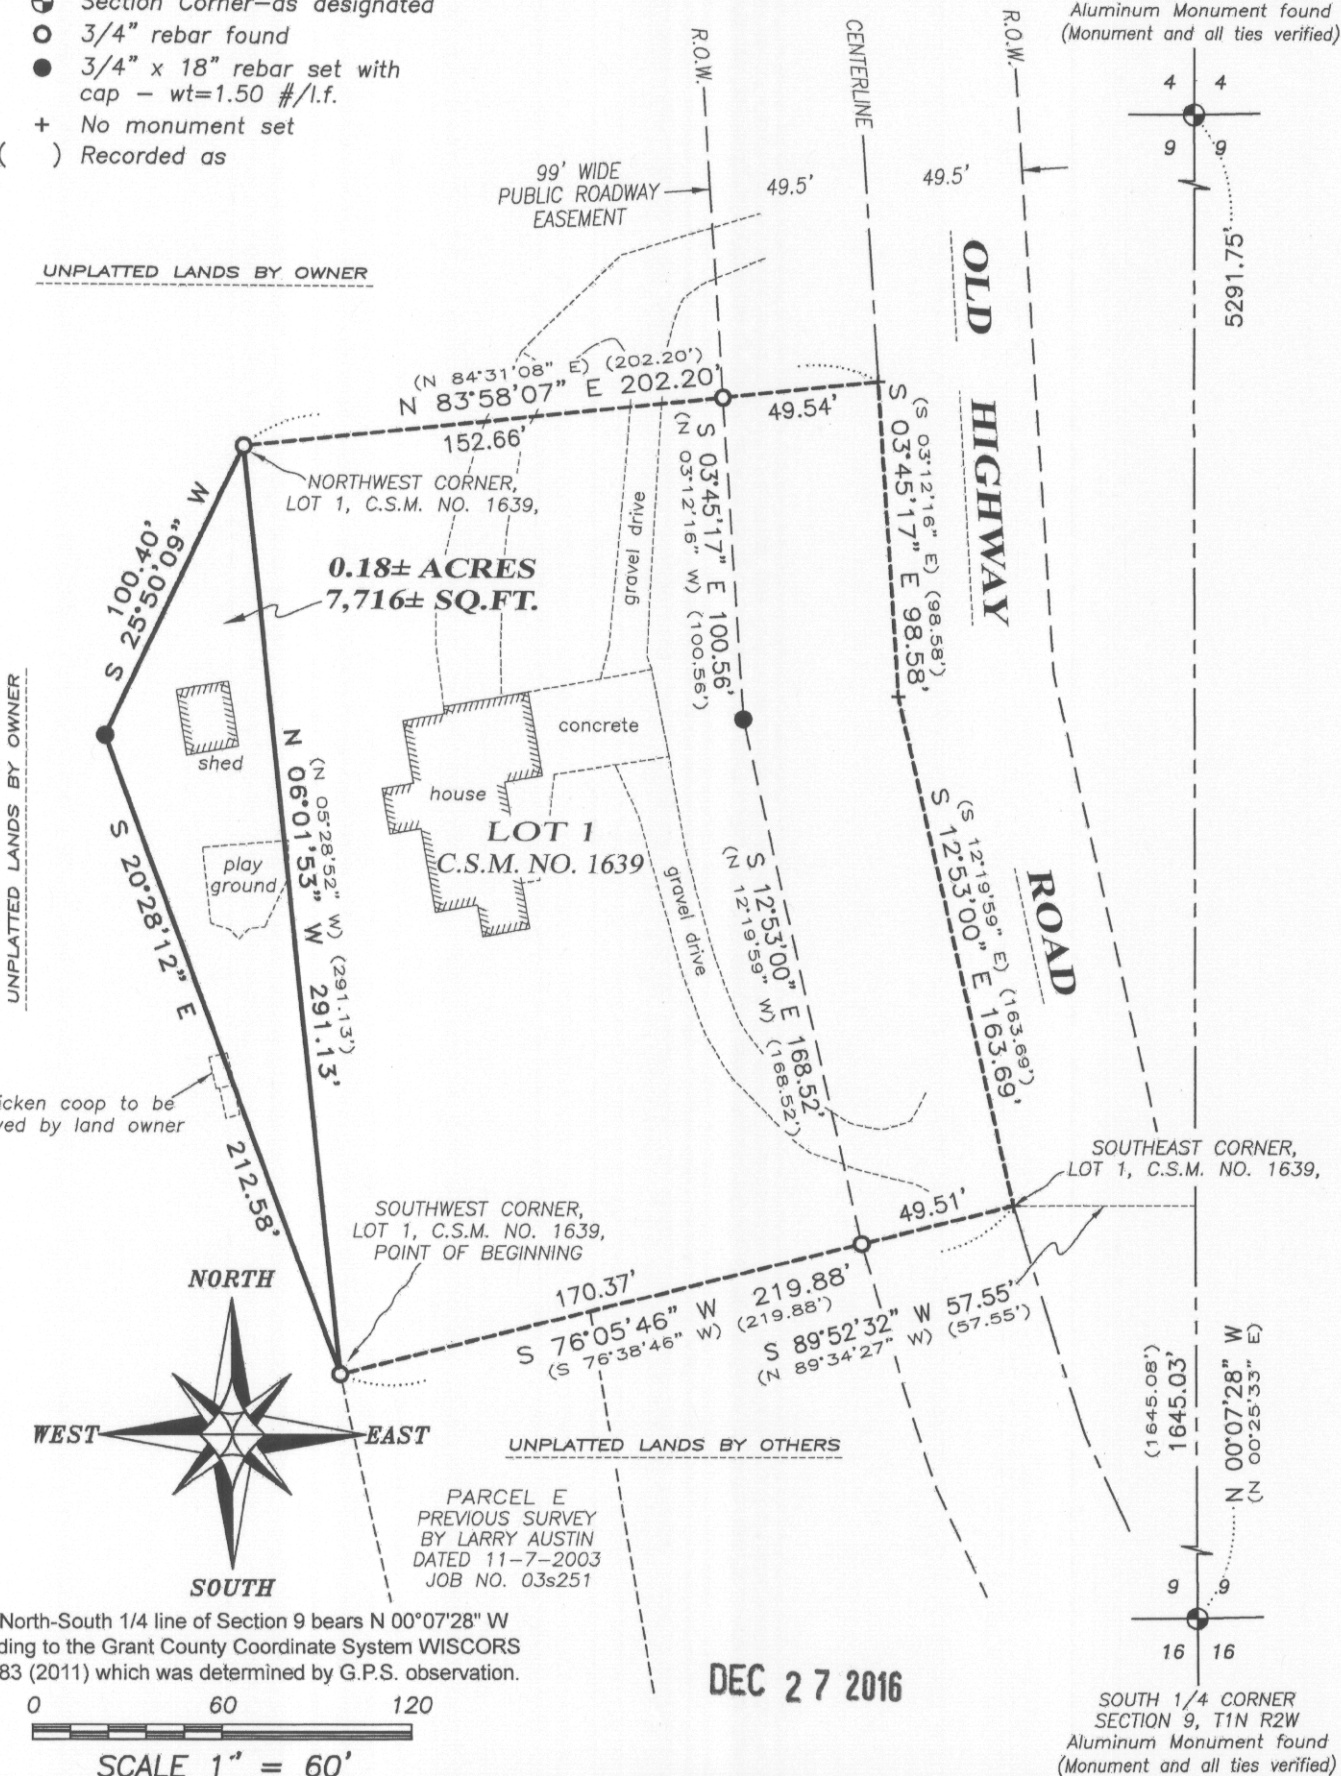 Section Corner-as designated
3/4" rebar found
3/4" x 18" rebar set with
cap - wt=1.50 #/l.f.
+ No monument set
( ) Recorded as
R.O.W.
CENTERLINE
R.O.W.
Aluminum Monument found
(Monument and all ties verified)
4 4
9 9
99' WIDE
PUBLIC ROADWAY
EASEMENT
49.5'
49.5'
5291.75'
UNPLATTED LANDS BY OWNER
OLD HIGHWAY ROAD
(N 84°31'08" E) (202.20')
N 83°58'07" E 202.20'
152.66'
49.54'
NORTHWEST CORNER,
LOT 1, C.S.M. NO. 1639,
S 25°50'09" W
100.40'
0.18± ACRES
7,716± SQ.FT.
gravel drive
S 03°45'17" E 100.56'
(N 03°12'16" W) (100.56')
(S 03°12'16" E) (98.58')
S 03°45'17" E 98.58'
UNPLATTED LANDS BY OWNER
shed
concrete
house
LOT 1
C.S.M. NO. 1639
play
ground
S 20°28'12" E
212.58'
(N 05°28'52" W) (291.13')
N 06°01'53" W 291.13'
gravel drive
S 12°53'00" E 168.52'
(N 12°19'59" W) (168.52')
(S 12°19'59" E) (163.69')
S 12°53'00" E 163.69'
icken coop to be
ved by land owner
SOUTHEAST CORNER,
LOT 1, C.S.M. NO. 1639,
SOUTHWEST CORNER,
LOT 1, C.S.M. NO. 1639,
POINT OF BEGINNING
49.51'
170.37'
S 76°05'46" W 219.88'
(S 76°38'46" W) (219.88')
S 89°52'32" W 57.55'
(N 89°34'27" W) (57.55')
(1645.08')
1645.03'
N 00°07'28" W
(N 00°25'33" E)
NORTH
WEST
EAST
SOUTH
UNPLATTED LANDS BY OTHERS
PARCEL E
PREVIOUS SURVEY
BY LARRY AUSTIN
DATED 11-7-2003
JOB NO. 03s251
North-South 1/4 line of Section 9 bears N 00°07'28" W
ding to the Grant County Coordinate System WISCORS
83 (2011) which was determined by G.P.S. observation.
0 60 120
SCALE 1" = 60'
DEC 27 2016
9 9
16 16
SOUTH 1/4 CORNER
SECTION 9, T1N R2W
Aluminum Monument found
(Monument and all ties verified)